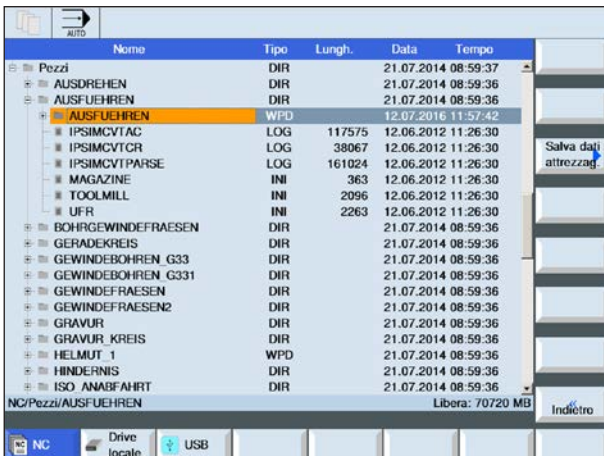 AUTO
Nome Tipo Lungh. Data Tempo
Pezzi DIR 21.07.2014 08:59:37
AUSDREHEN DIR 21.07.2014 08:59:36
AUSFUEHREN DIR 21.07.2014 08:59:36
AUSFUEHREN WPD 12.07.2016 11:57:42
IPSIMCVTAC LOG 117575 12.06.2012 11:26:30
IPSIMCVTCR LOG 38067 12.06.2012 11:26:30
IPSIMCVTPARSE LOG 161024 12.06.2012 11:26:30
MAGAZINE INI 363 12.06.2012 11:26:30
TOOLMILL INI 2096 12.06.2012 11:26:30
UFR INI 2263 12.06.2012 11:26:30
BOHRGEWINDEFRAESEN DIR 21.07.2014 08:59:36
GERADEKREIS DIR 21.07.2014 08:59:36
GEWINDEBOHREN_G33 DIR 21.07.2014 08:59:36
GEWINDEBOHREN_G331 DIR 21.07.2014 08:59:36
GEWINDEFRAESEN DIR 21.07.2014 08:59:36
GEWINDEFRAESEN2 DIR 21.07.2014 08:59:36
GRAVUR DIR 21.07.2014 08:59:36
GRAVUR_KREIS DIR 21.07.2014 08:59:36
HELMUT_1 WPD 21.07.2014 08:59:36
HINDERNIS DIR 21.07.2014 08:59:36
ISO_ANABFAHRT DIR 21.07.2014 08:59:36
NC/Pezzi/AUSFUEHREN Libera: 70720 MB
Salva dati
attrezzag.
Indietro
NC NC
Drive
locale
USB